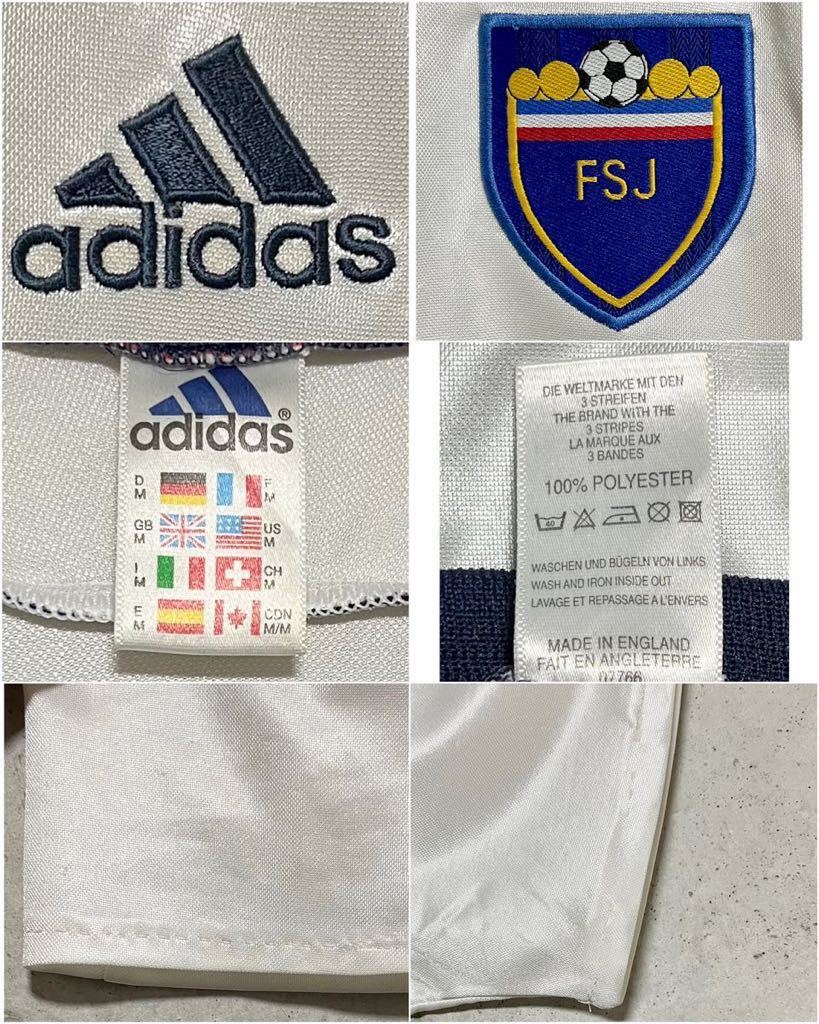 adidas
FSJ
adidas®
D M F M
GB M US M
I M CH M
E M CDN M/M
DIE WELTMARKE MIT DEN
3 STREIFEN
THE BRAND WITH THE
3 STRIPES
LA MARQUE AUX
3 BANDES
100% POLYESTER
40
WASCHEN UND BÜGELN VON LINKS
WASH AND IRON INSIDE OUT
LAVAGE ET REPASSAGE A L'ENVERS
MADE IN ENGLAND
FAIT EN ANGLETERRE
07766